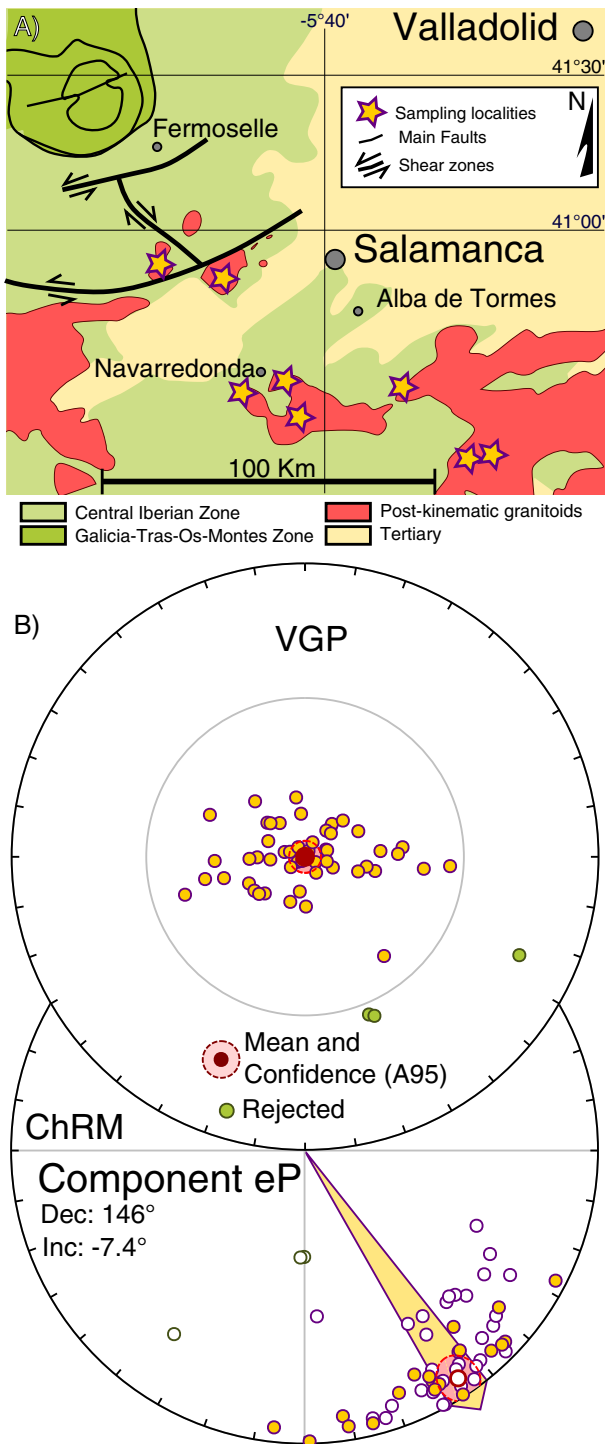 A)
-5°40'
Valladolid
41°30'
Sampling localities
Main Faults
Shear zones
N
Fermoselle
41°00'
Salamanca
Alba de Tormes
Navarredonda
100 Km
Central Iberian Zone
Post-kinematic granitoids
Galicia-Tras-Os-Montes Zone
Tertiary
B)
VGP
Mean and
Confidence (A95)
Rejected
ChRM
Component eP
Dec: 146°
Inc: -7.4°